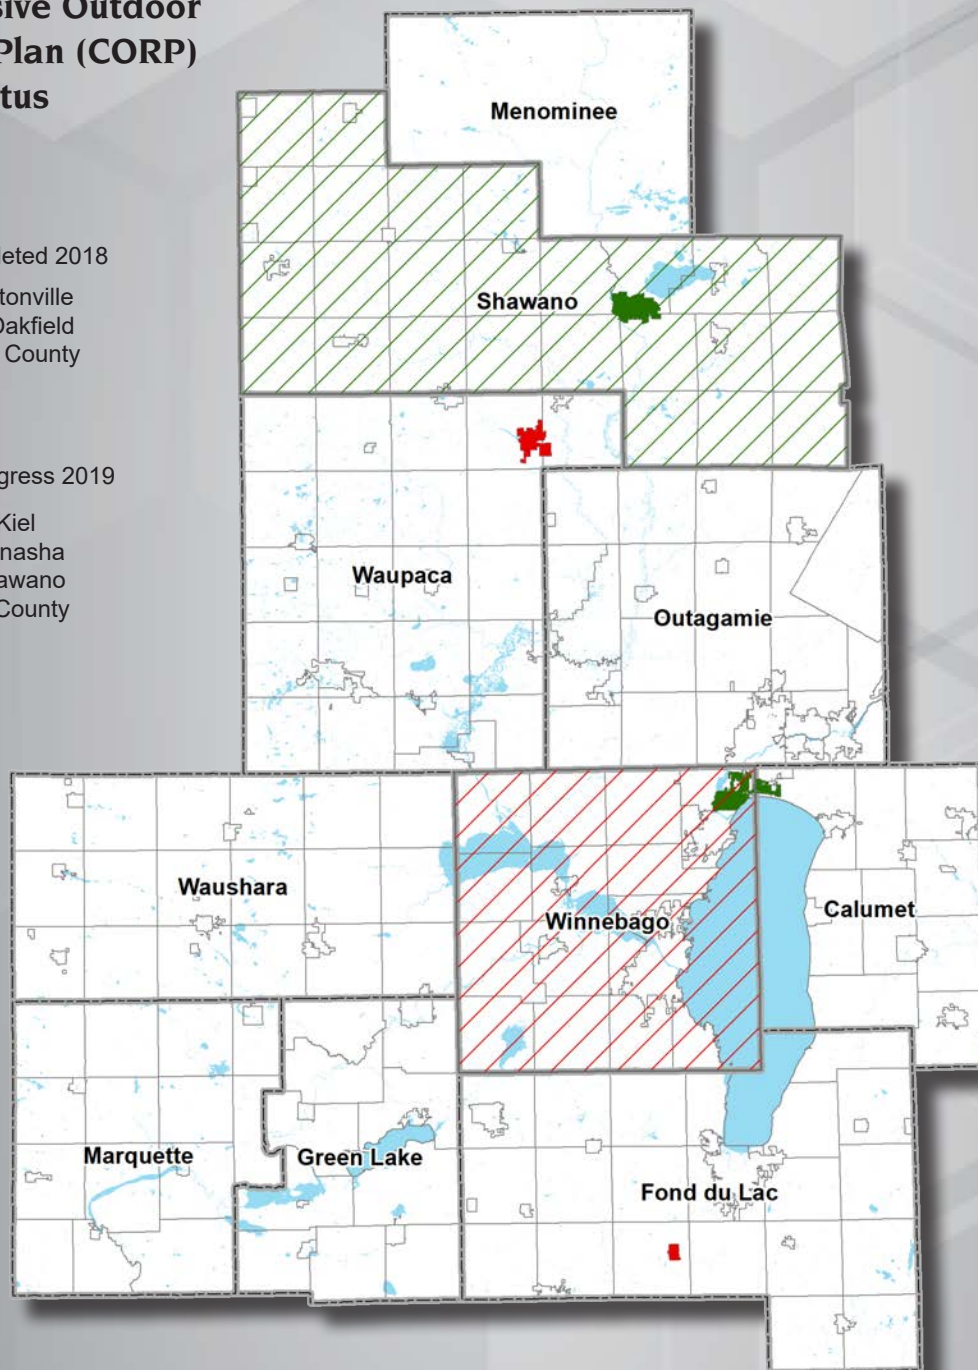 sive Outdoor
Plan (CORP)
tus
leted 2018
tonville
Oakfield
County
gress 2019
Kiel
nasha
awano
County
Menominee
Shawano
Waupaca
Outagamie
Waushara
Winnebago
Calumet
Marquette
Green Lake
Fond du Lac